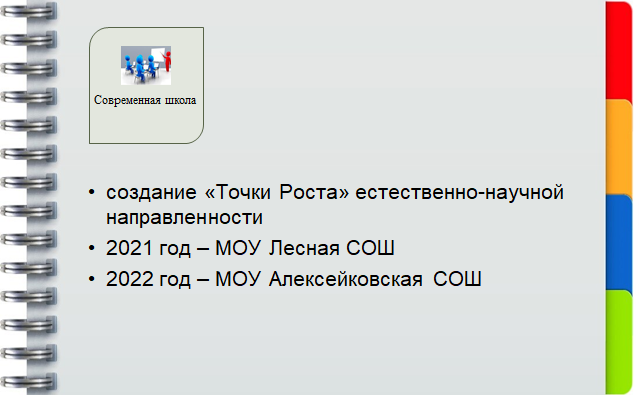 Современная школа
• создание «Точки Роста» естественно-научной
направленности
• 2021 год – МОУ Лесная СОШ
• 2022 год – МОУ Алексейковская СОШ